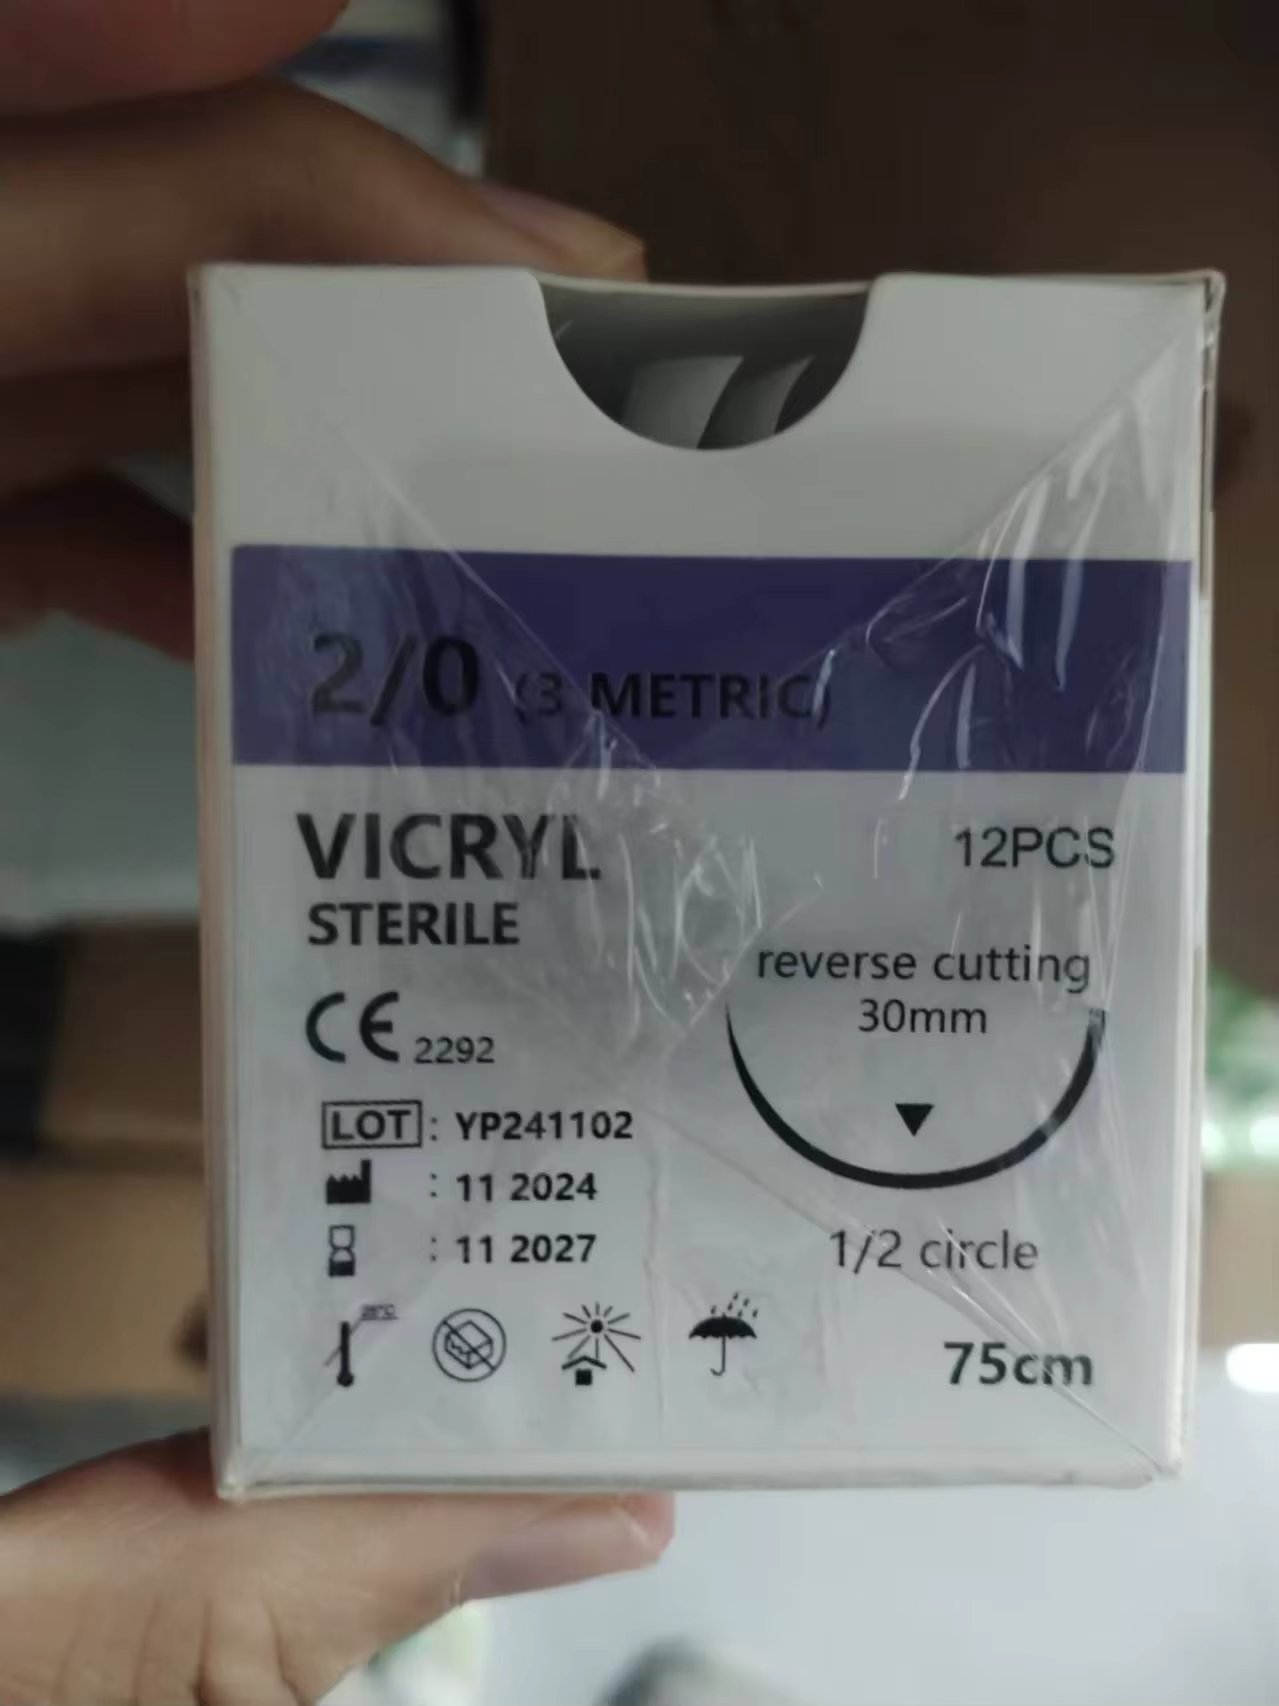 2/0 (3 METRIC)
VICRYL
12PCS
STERILE
reverse cutting
30mm
CE 2292
LOT : YP241102
: 11 2024
: 11 2027
1/2 circle
75cm